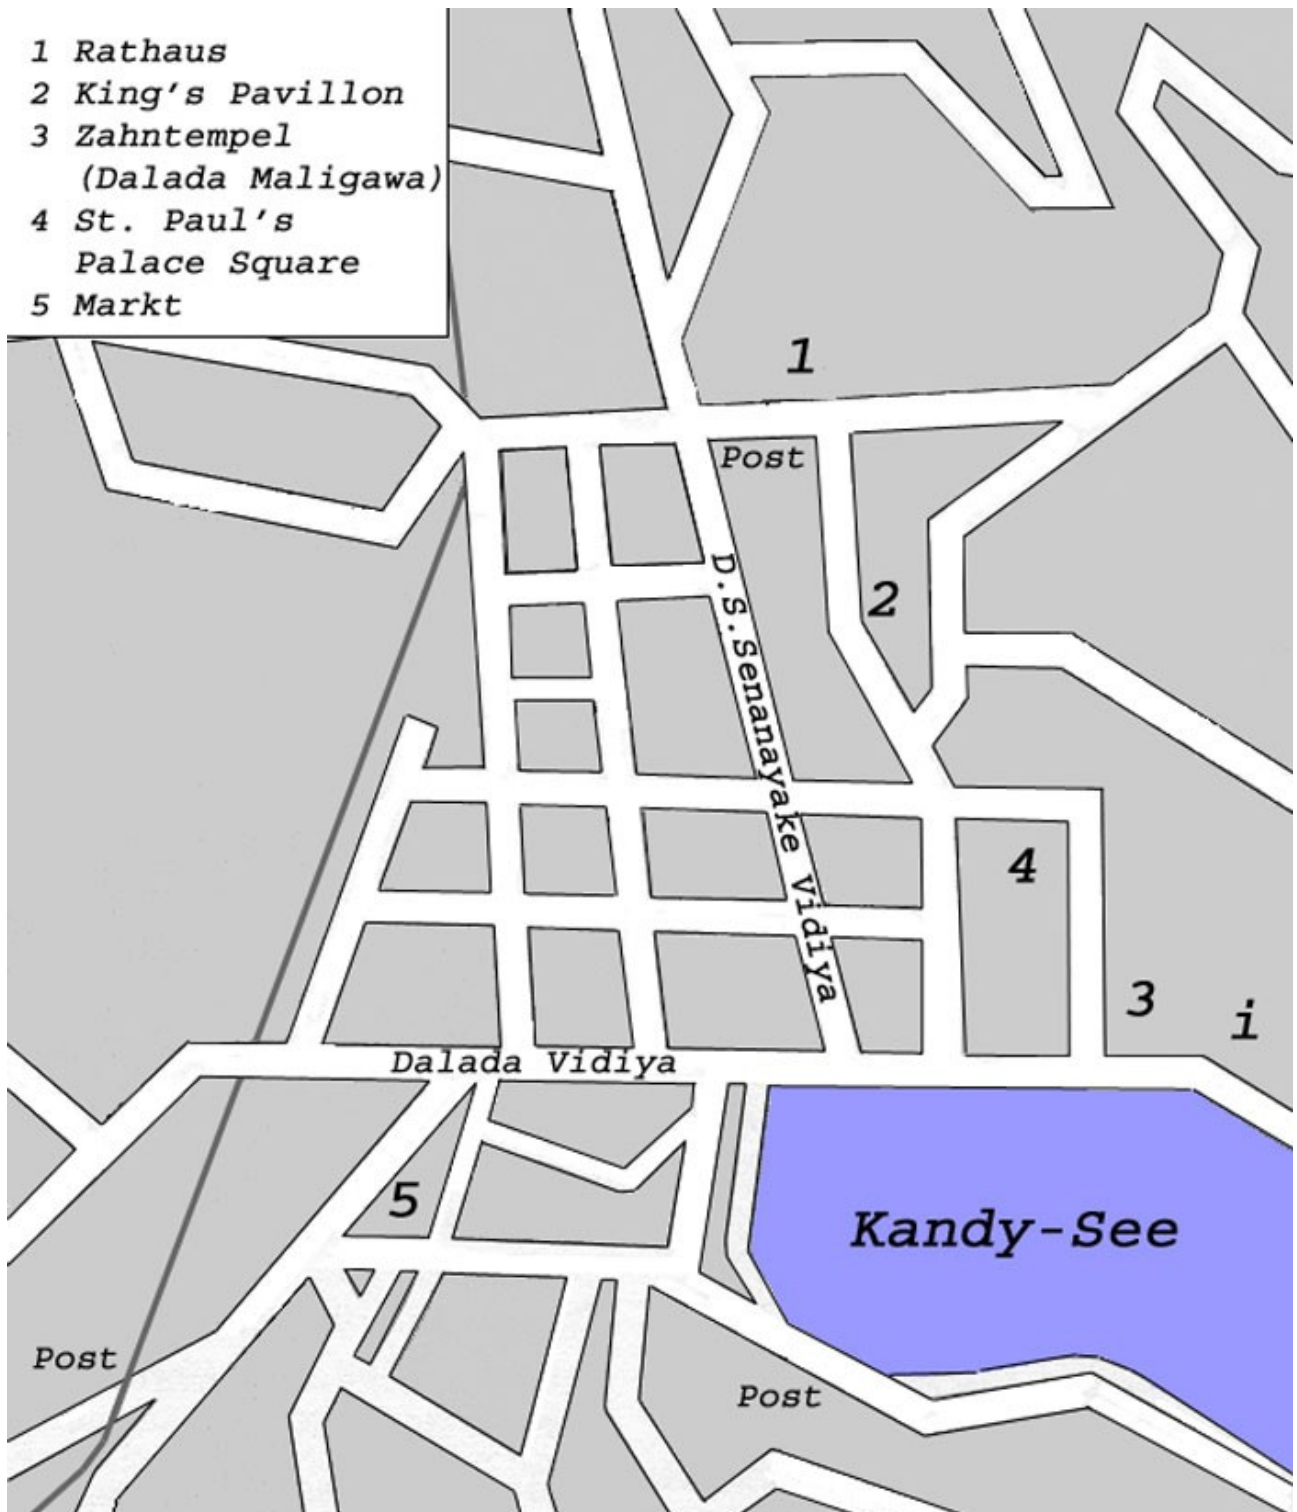 1 Rathaus
2 King's Pavillon
3 Zahntempel
(Dalada Maligawa)
4 St. Paul's
Palace Square
5 Markt
1
Post
D.S.Senanayake Vidiya
2
4
3
i
Dalada Vidiya
5
Kandy-See
Post
Post